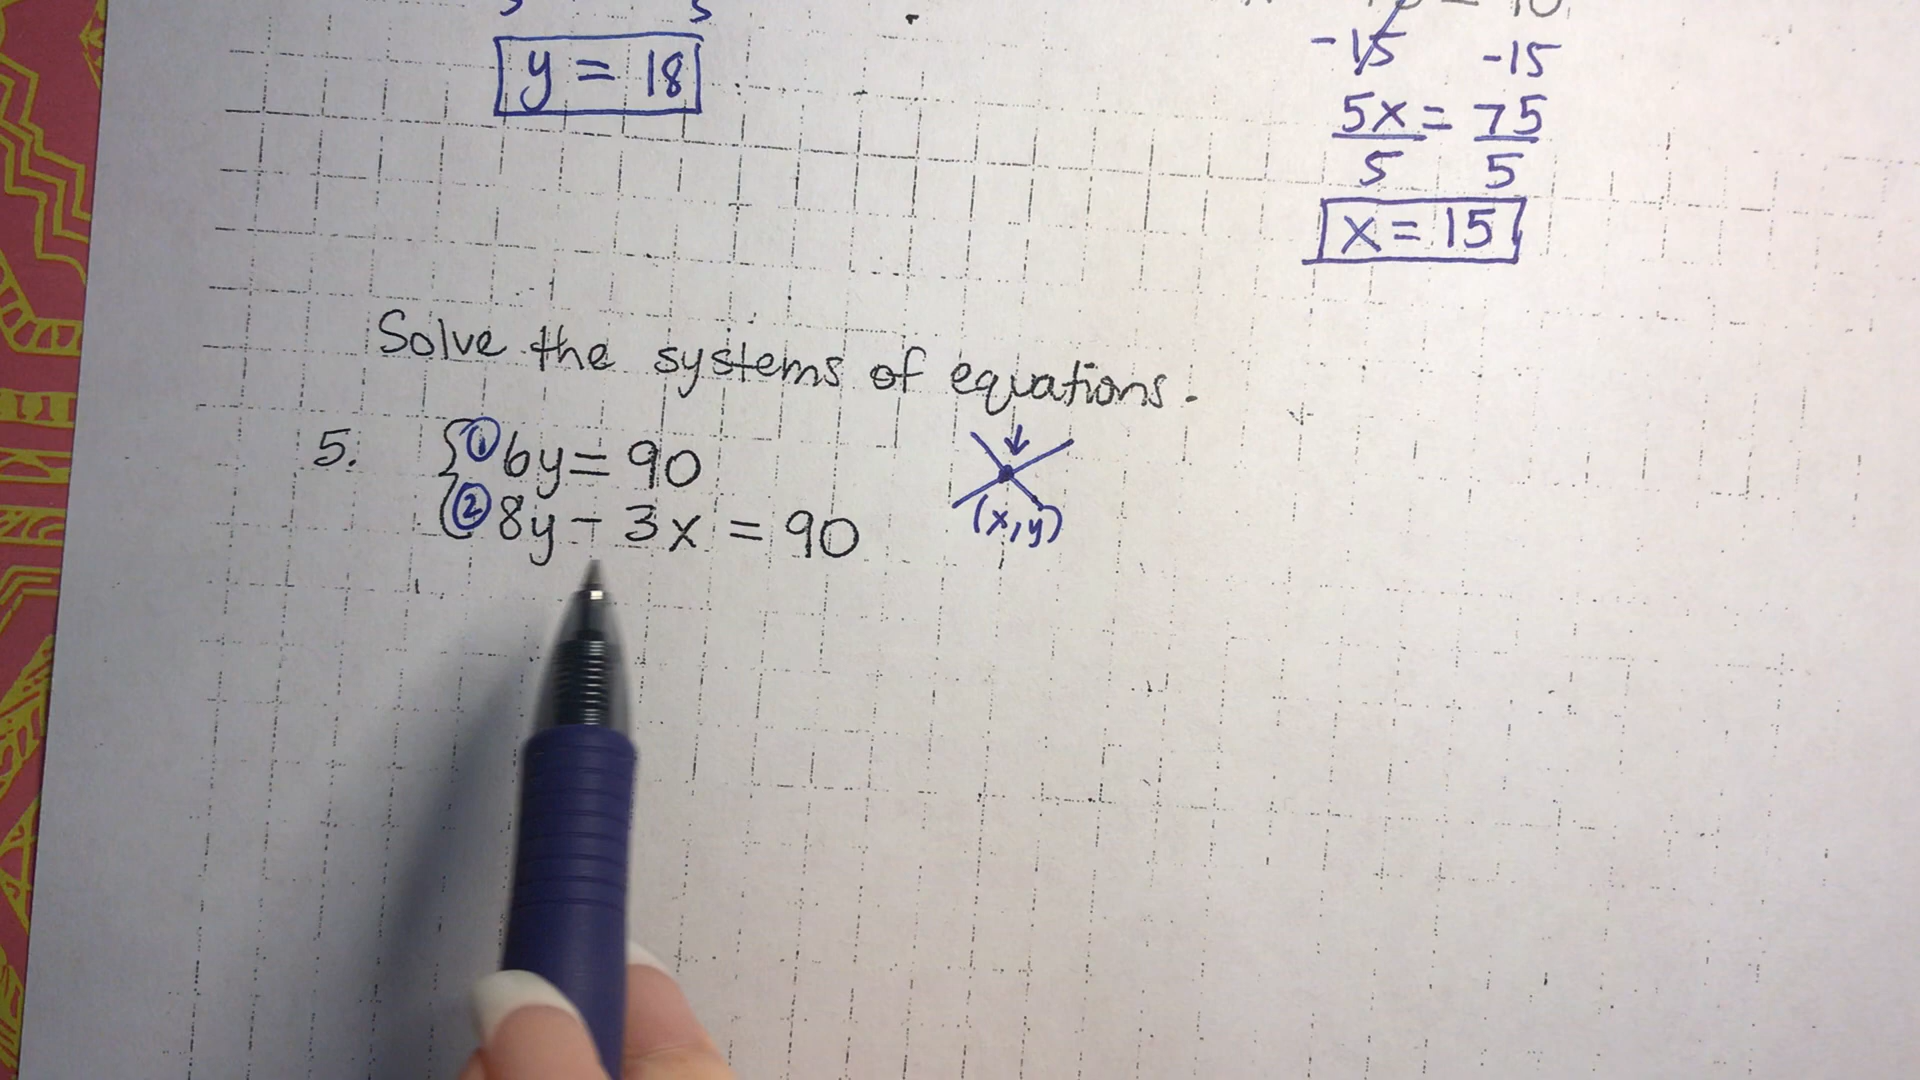 y = 18
-15 -15
5x = 75
5 5
x = 15
Solve the systems of equations.
5. ① 6y = 90
② 8y - 3x = 90
(x,y)